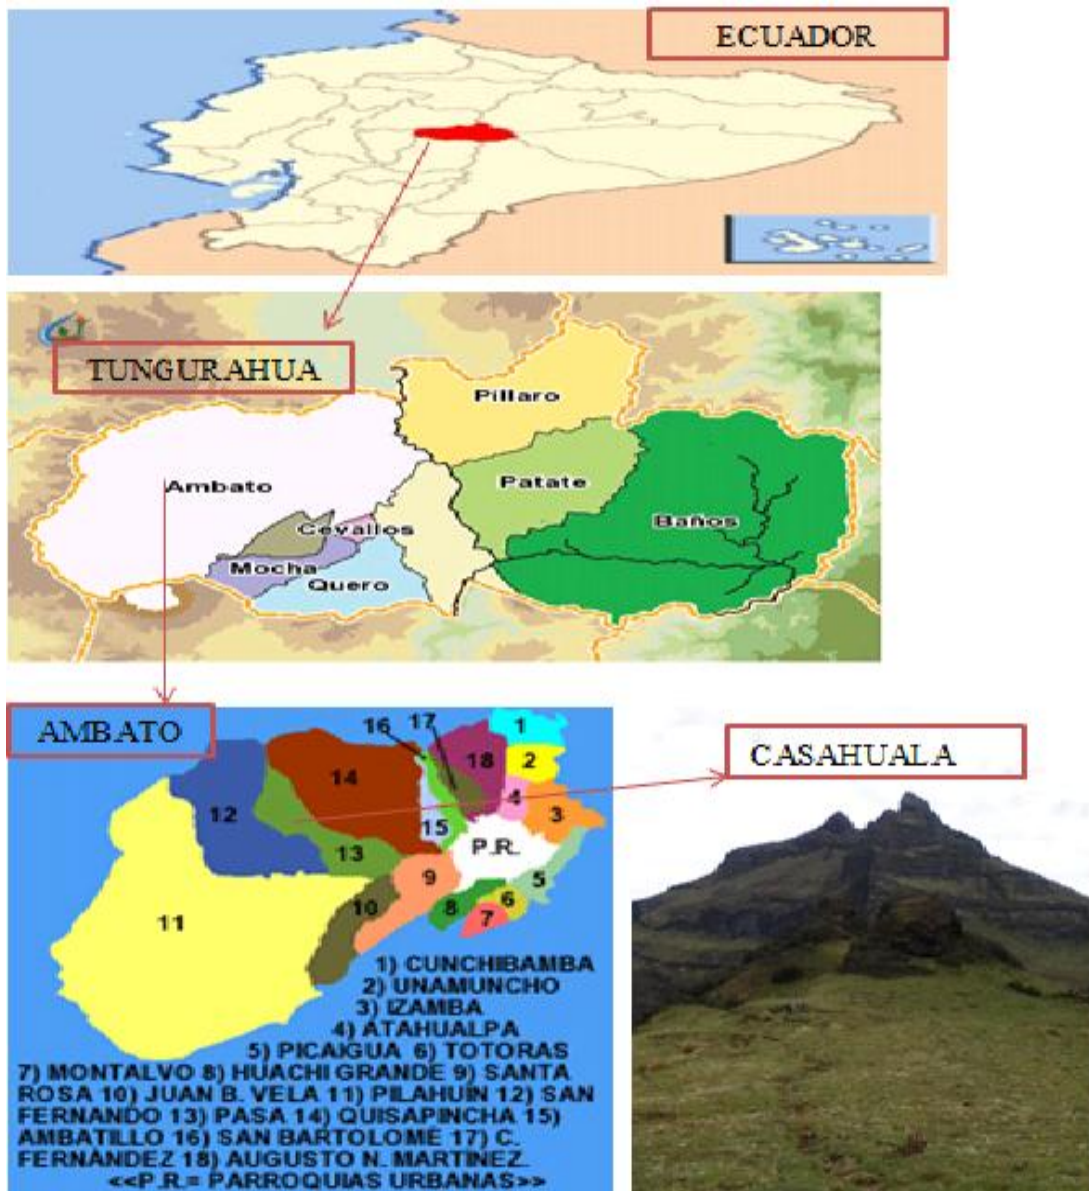 ECUADOR
TUNGURAHUA
Pillaro
Patate
Ambato
Baños
Cevallos
Mocha
Quero
AMBATO
CASAHUALA
16
17
1
18
2
14
4
12
3
15
P.R.
13
9
5
10
6
8
7
11
1) CUNCHIBAMBA
2) UNAMUNCHO
3) IZAMBA
4) ATAHUALPA
5) PICAIGUA 6) TOTORAS
7) MONTALVO 8) HUACHI GRANDE 9) SANTA
ROSA 10) JUAN B. VELA 11) PILAHUIN 12) SAN
FERNANDO 13) PASA 14) QUISAPINCHA 15)
AMBATILLO 16) SAN BARTOLOME 17) C.
FERNANDEZ 18) AUGUSTO N. MARTINEZ
<<P.R.= PARROQUIAS URBANAS>>